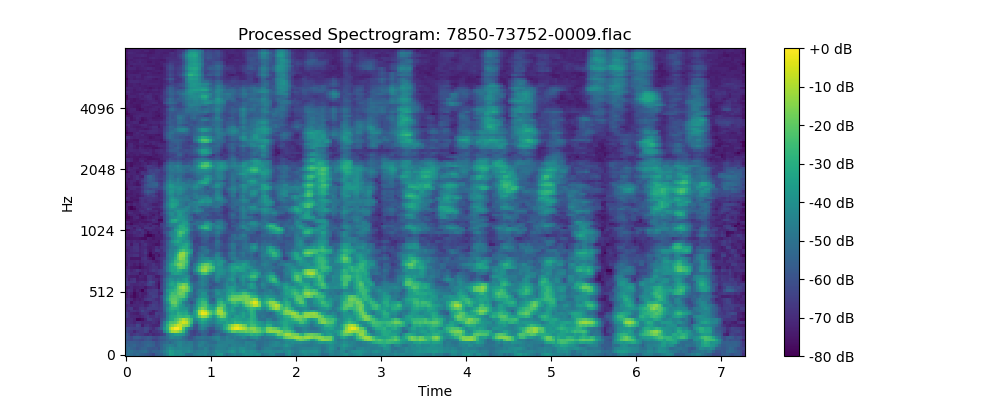 Processed Spectrogram: 7850-73752-0009.flac
Hz
4096
2048
1024
512
0
0 1 2 3 4 5 6 7
Time
+0 dB
-10 dB
-20 dB
-30 dB
-40 dB
-50 dB
-60 dB
-70 dB
-80 dB